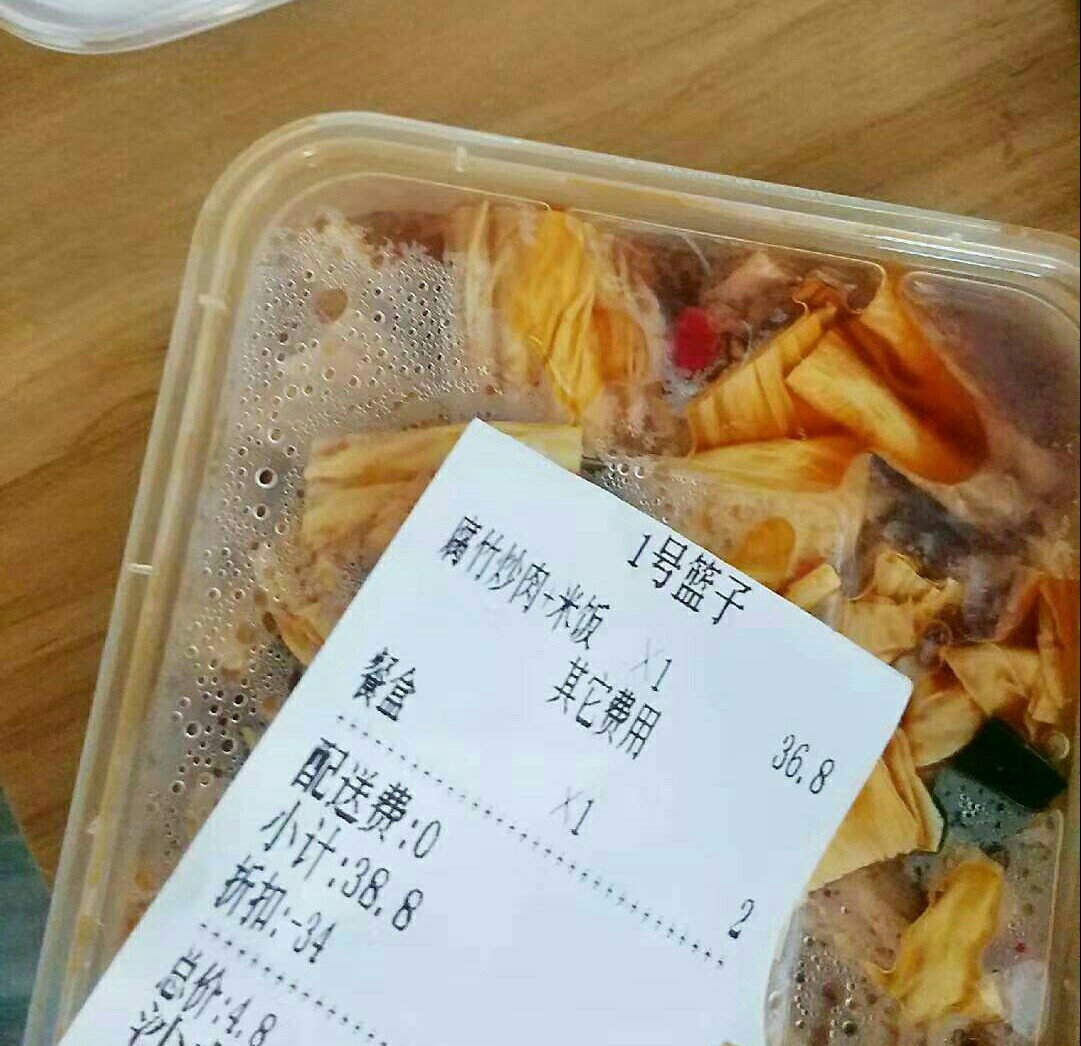 1号篮子
腐竹炒肉+米饭 X1 36.8
其它费用
餐盒 X1 2
配送费:0
小计:38.8
折扣:-34
总价:4.8